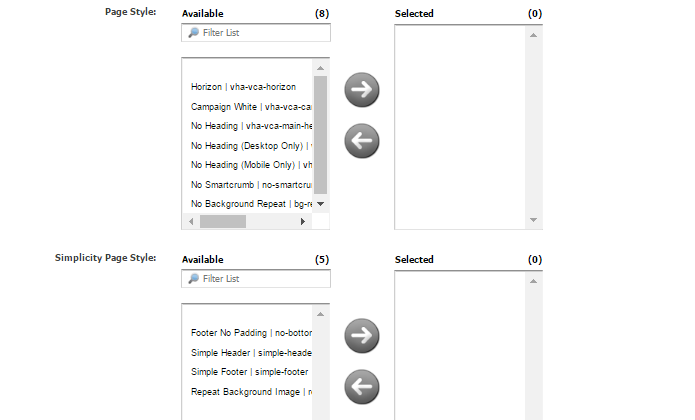 Page Style:
Available (8)
Selected (0)
Filter List
Horizon | vha-vca-horizon
Campaign White | vha-vca-ca
No Heading | vha-vca-main-he
No Heading (Desktop Only) |
No Heading (Mobile Only) | vh
No Smartcrumb | no-smartcru
No Background Repeat | bg-re
Simplicity Page Style:
Available (5)
Selected (0)
Filter List
Footer No Padding | no-bottor
Simple Header | simple-heade
Simple Footer | simple-footer
Repeat Background Image | r